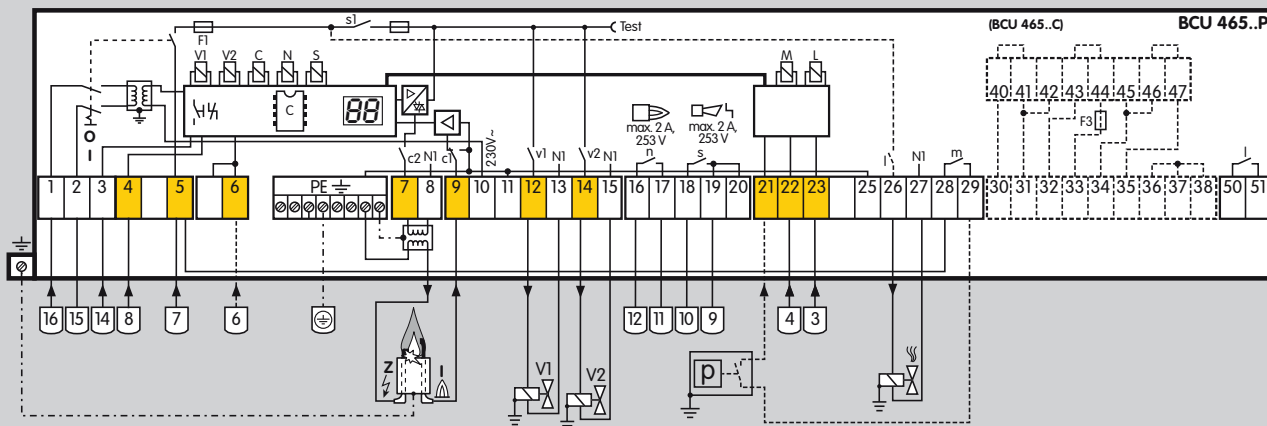 s1
Test
(BCU 465..C)
BCU 465..P
F1
V1 V2 C N S
M L
C
88
40 41 42 43 44 45 46 47
F3
max. 2 A,
253 V
max. 2 A,
253 V
O
I
230V~
c2 N1 c1
v1 N1 v2 N1
n
s
l
N1
m
l
1 2 3 4 5 6
PE
7 8 9 10 11 12 13 14 15 16 17 18 19 20 21 22 23 25 26 27 28 29
30 31 32 33 34 35 36 37 38
50 51
16 15 14 8 7 6
12 11 10 9
4 3
Z
I
V1
V2
p